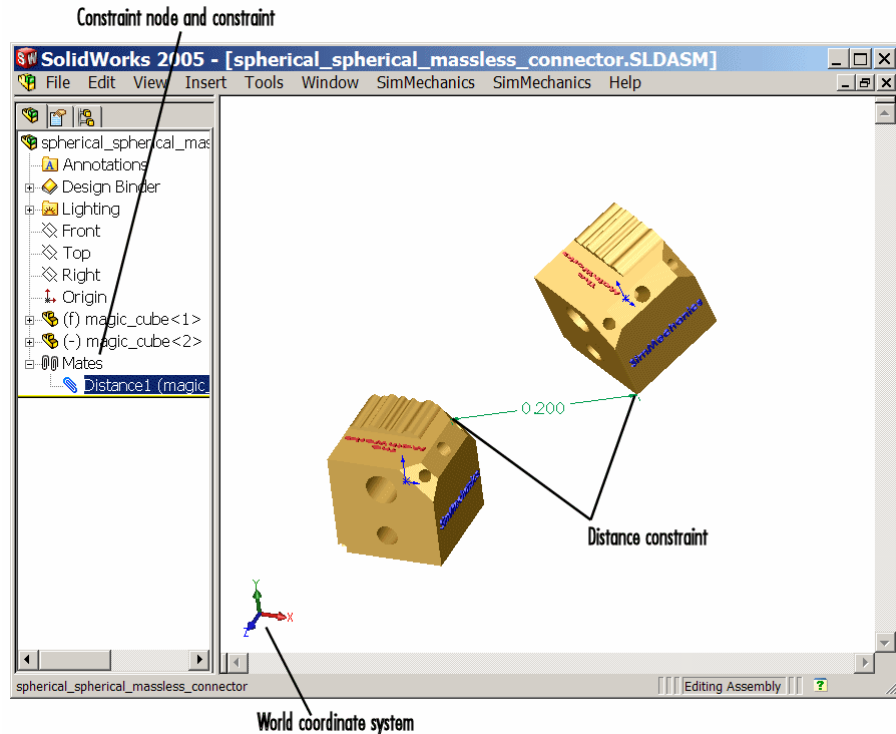 Constraint node and constraint
SolidWorks 2005 - [spherical_spherical_massless_connector.SLDASM]
File Edit View Insert Tools Window SimMechanics SimMechanics Help
spherical_spherical_mas
A Annotations
Design Binder
Lighting
Front
Top
Right
Origin
(f) magic_cube<1>
(-) magic_cube<2>
Mates
Distance1 (magic_
SimMechanics
0.200
Distance constraint
Y
X
Z
spherical_spherical_massless_connector
Editing Assembly
?
World coordinate system